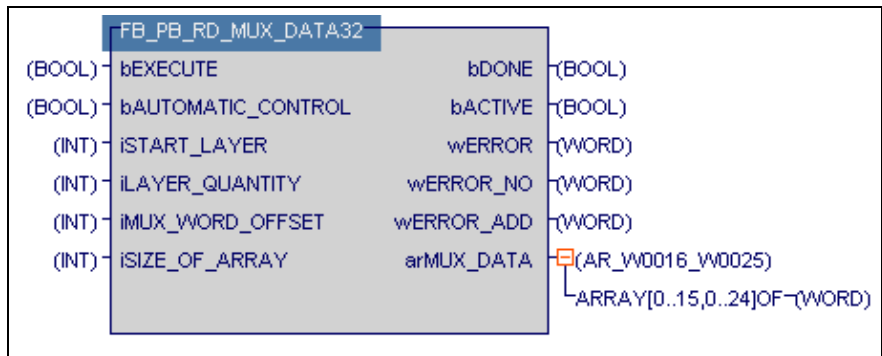 FB_PB_RD_MUX_DATA32
(BOOL) bEXECUTE bDONE (BOOL)
(BOOL) bAUTOMATIC_CONTROL bACTIVE (BOOL)
(INT) iSTART_LAYER wERROR (WORD)
(INT) iLAYER_QUANTITY wERROR_NO (WORD)
(INT) iMUX_WORD_OFFSET wERROR_ADD (WORD)
(INT) iSIZE_OF_ARRAY arMUX_DATA (AR_W0016_W0025)
ARRAY[0..15,0..24]OF (WORD)